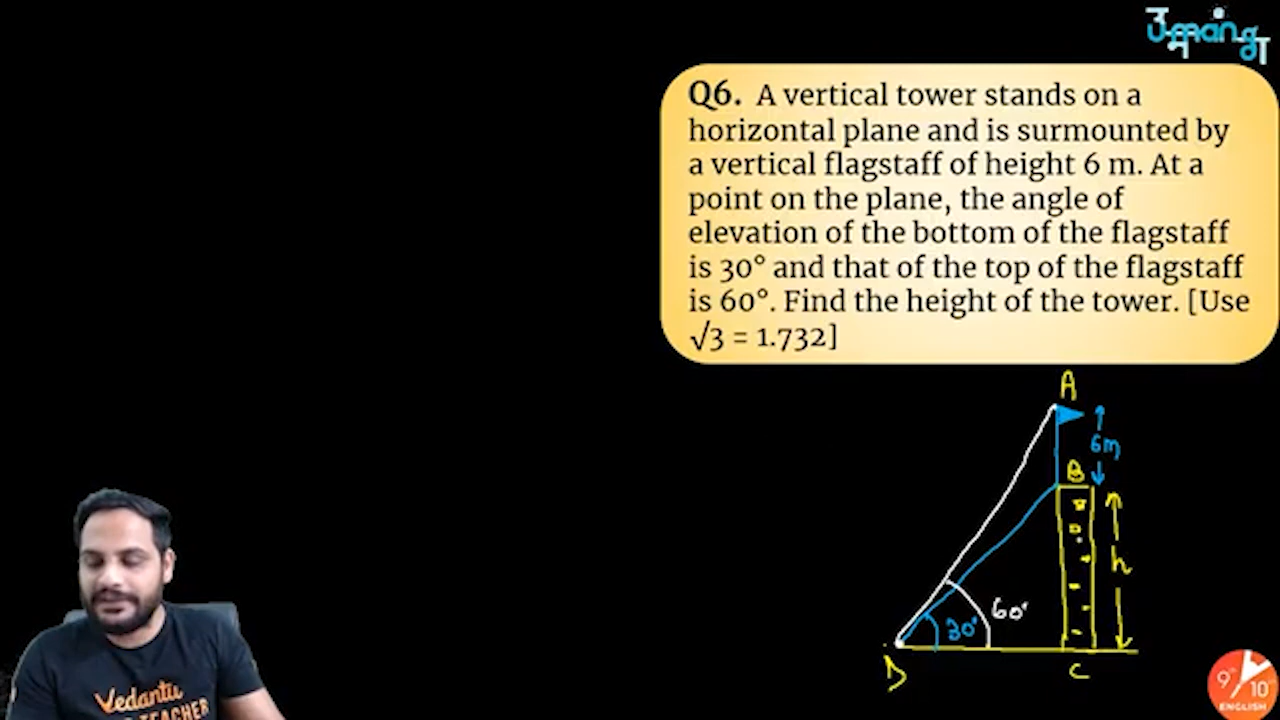 उmang
Q6. A vertical tower stands on a
horizontal plane and is surmounted by
a vertical flagstaff of height 6 m. At a
point on the plane, the angle of
elevation of the bottom of the flagstaff
is 30° and that of the top of the flagstaff
is 60°. Find the height of the tower. [Use
√3 = 1.732]
A
6m
B
h
60°
30°
D
C
Vedantu
TEACHER
9th 10th
ENGLISH